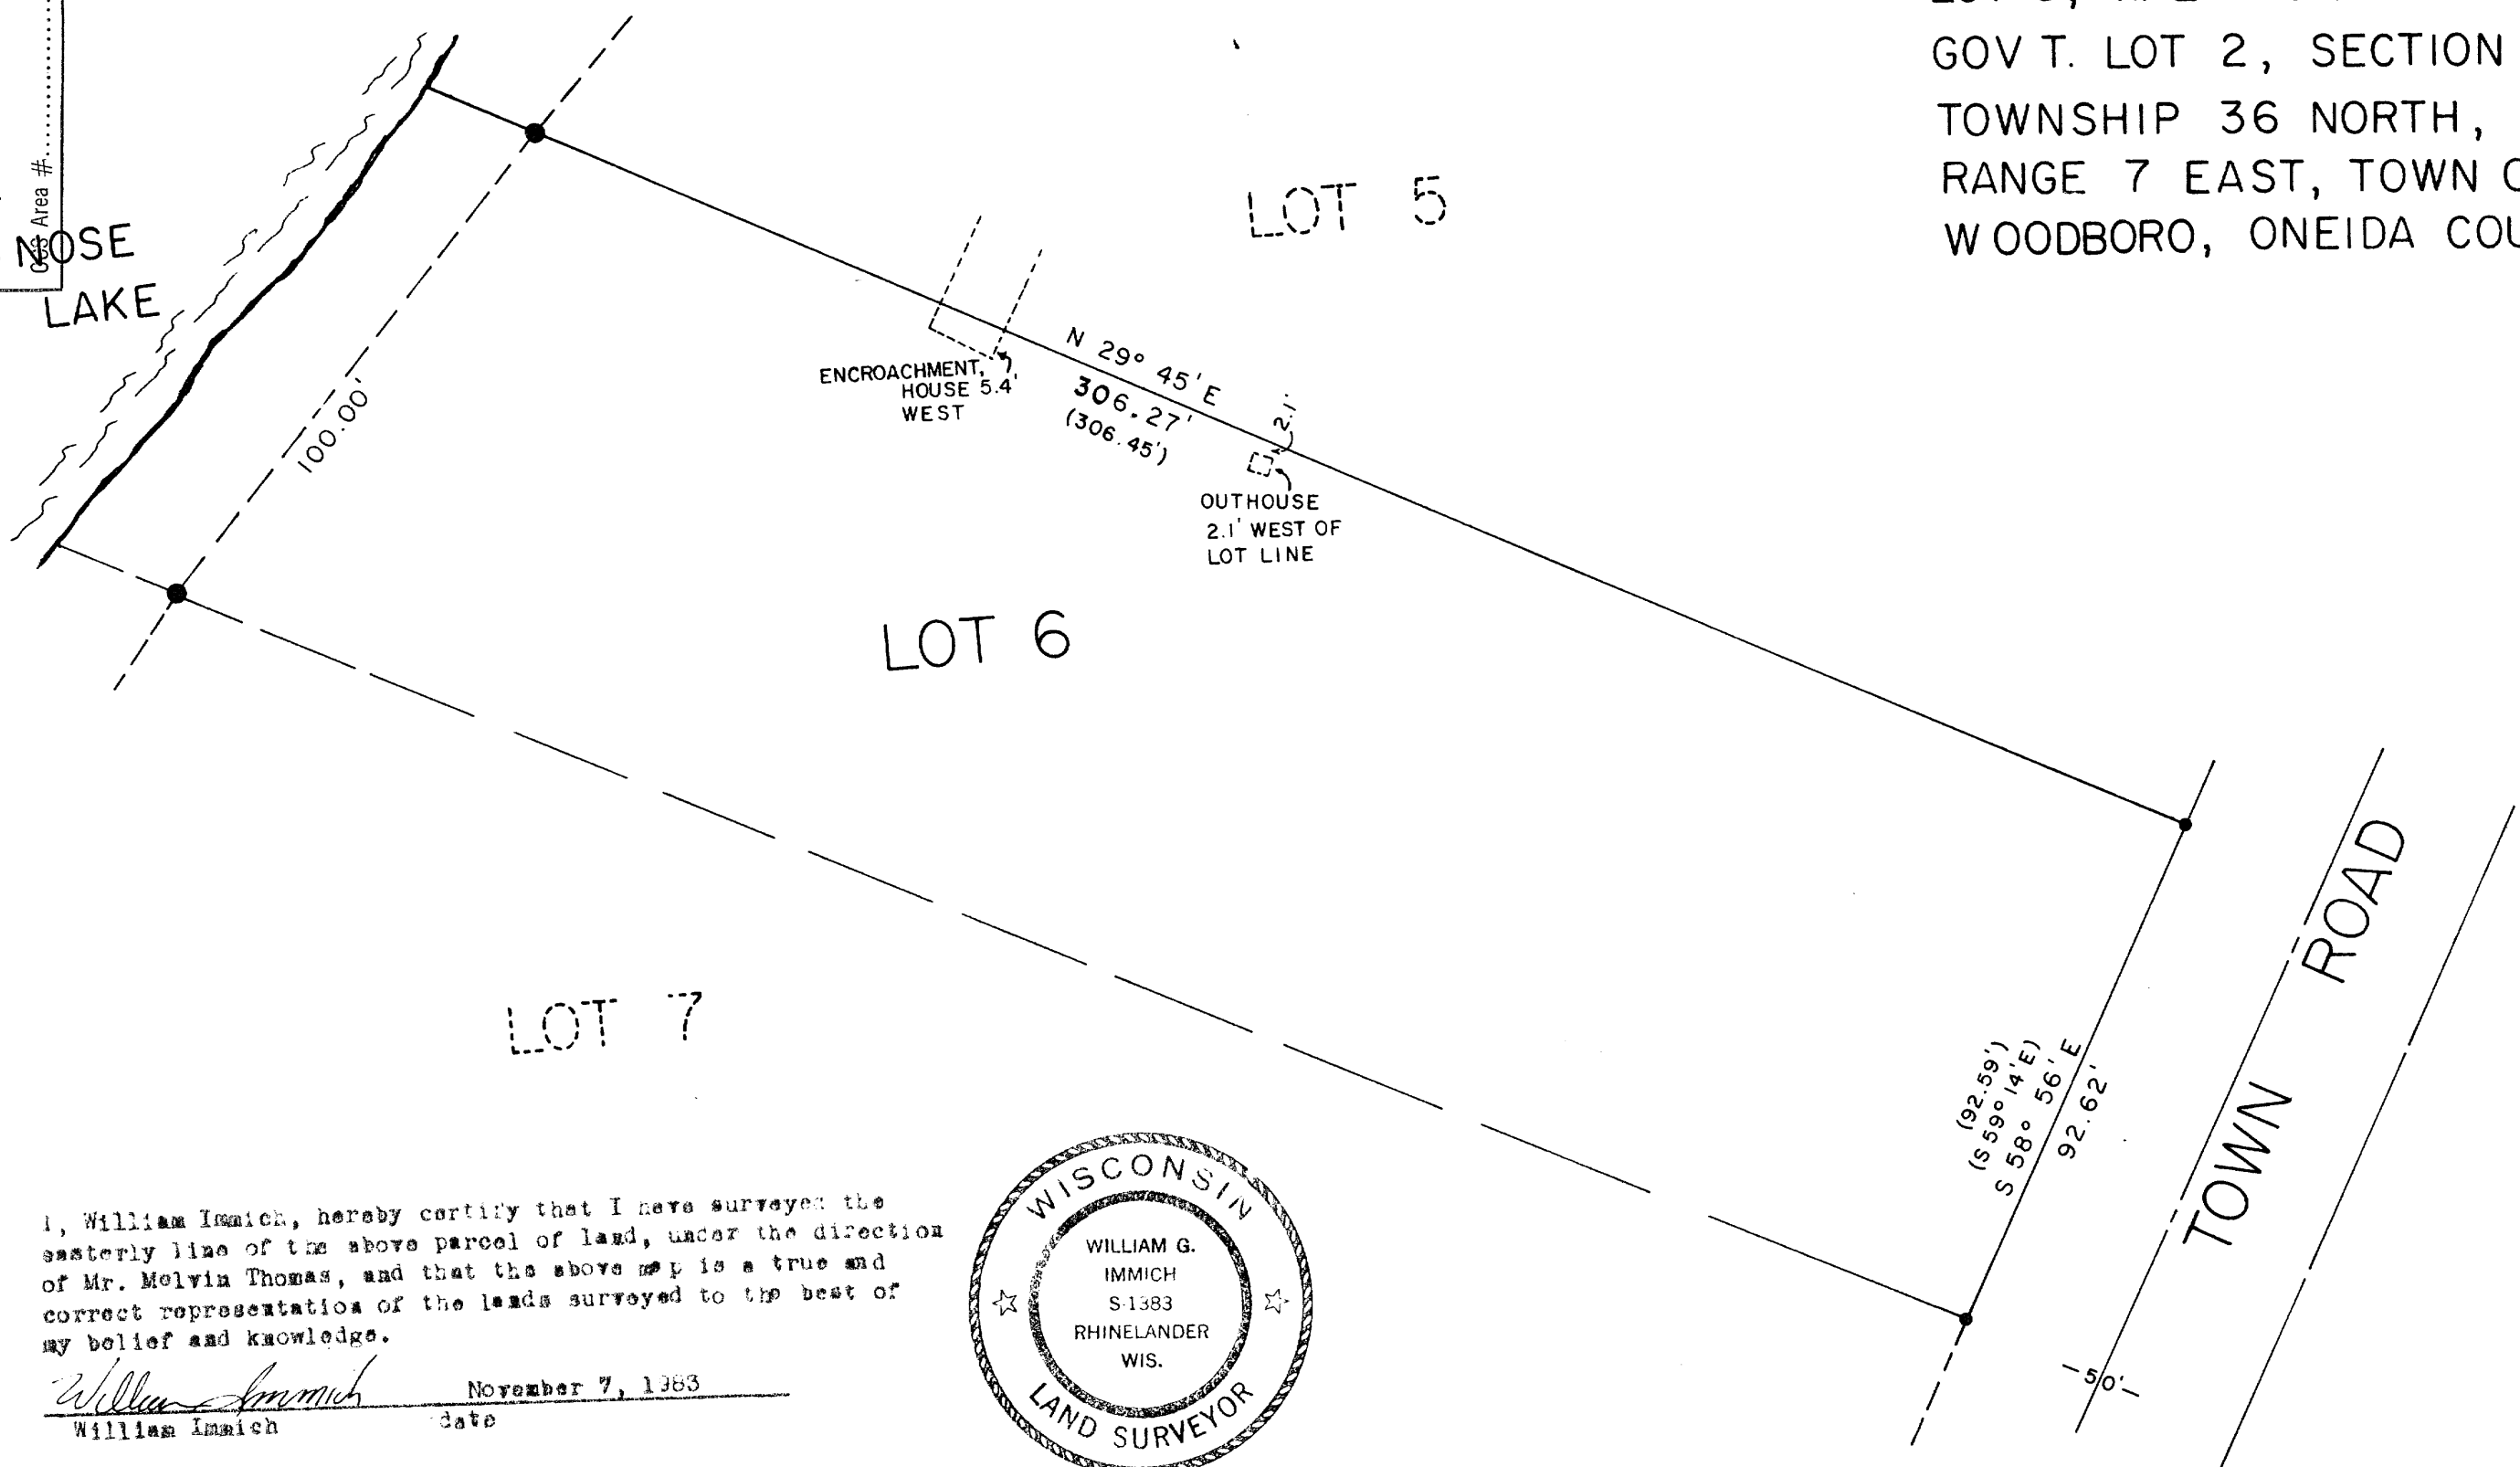 GOV T. LOT 2, SECTION
TOWNSHIP 36 NORTH,
RANGE 7 EAST, TOWN
WOODBORO, ONEIDA
Area #
NOSE
LAKE
LOT 5
100.00'
ENCROACHMENT,
HOUSE 5.4'
WEST
N 29° 45' E
306.27'
(306.45')
2.1'
OUTHOUSE
2.1' WEST OF
LOT LINE
LOT 6
LOT 7
(92.59')
(S 59° 14' E)
S 58° 56' E
92.62'
TOWN ROAD
50'
I, William Immich, hereby certify that I have surveyed the
easterly line of the above parcel of land, under the direction
of Mr. Melvin Thomas, and that the above map is a true and
correct representation of the lands surveyed to the best of
my belief and knowledge.
William Immich November 7, 1983
William Immich date
WISCONSIN
WILLIAM G.
IMMICH
S-1383
RHINELANDER
WIS.
LAND SURVEYOR